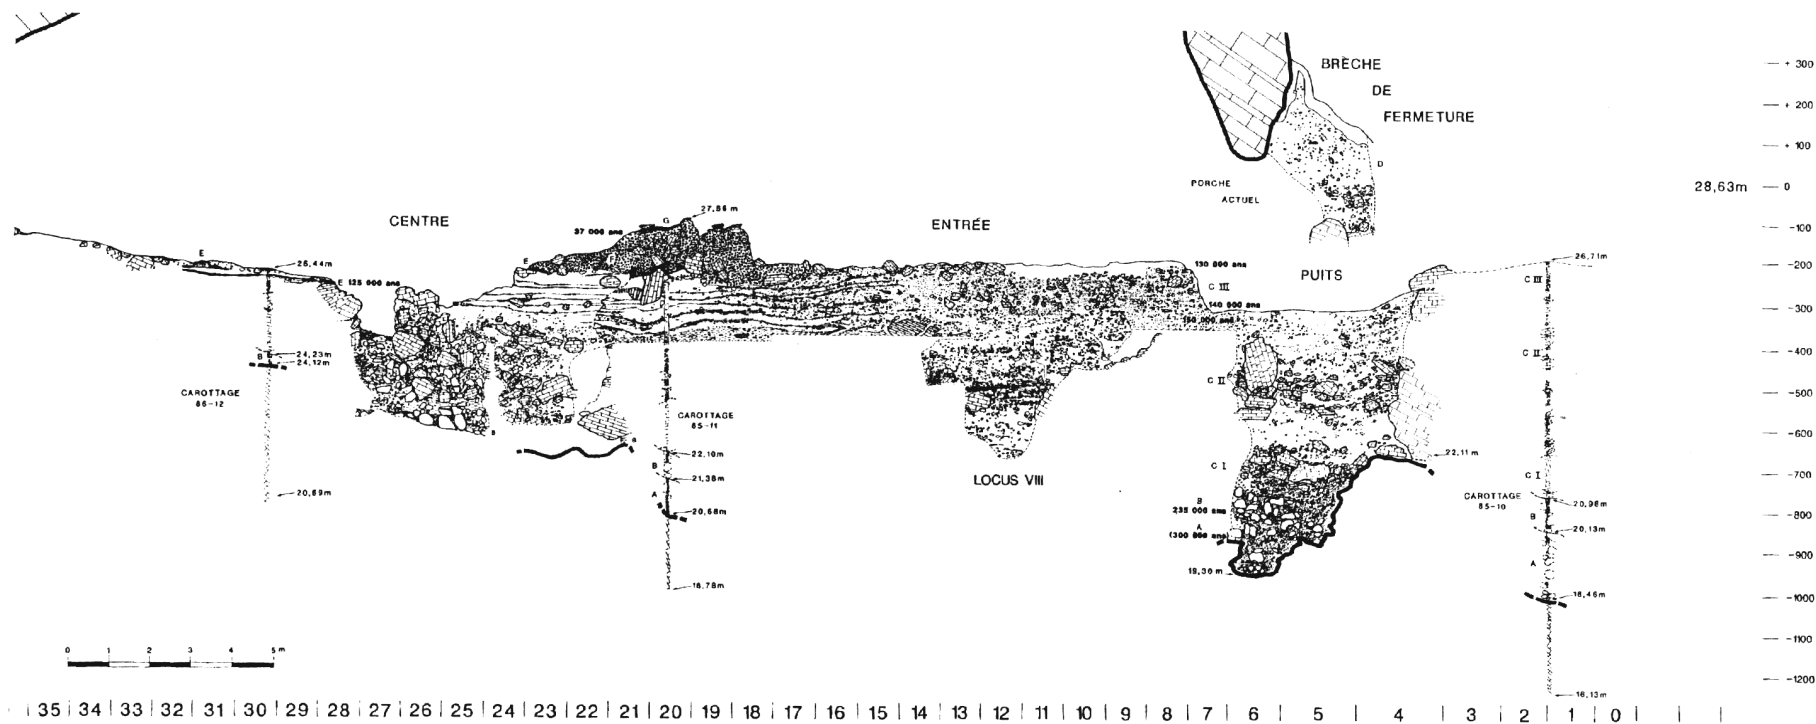 BRÈCHE
DE
FERMETURE
+ 300
+ 200
+ 100
28,63m
0
-100
-200
-300
-400
-500
-600
-700
-800
-900
-1000
-1100
-1200
D
PORCHE
ACTUEL
CENTRE
ENTRÉE
PUITS
LOCUS VIII
G
27,86 m
37 000 ans
E
E
26,44m
E 125 000 ans
B
24,23m
24,12m
CAROTTAGE
86-12
20,69m
CAROTTAGE
85-11
22,10m
B
21,38m
A
20,68m
18,78m
130 000 ans
C III
140 000 ans
C II
C I
B
235 000 ans
A
19,30 m
22,11 m
26,71m
C III
C II
C I
CAROTTAGE
85-10
20,98m
B
20,13m
A
18,46m
16,13m
0 1 2 3 4 5 m
35 34 33 32 31 30 29 28 27 26 25 24 23 22 21 20 19 18 17 16 15 14 13 12 11 10 9 8 7 6 5 4 3 2 1 0